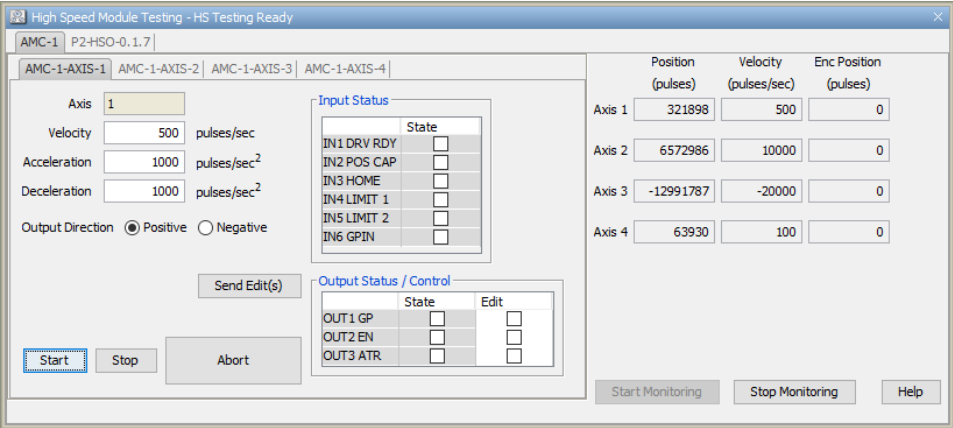 High Speed Module Testing - HS Testing Ready
AMC-1 P2-HSO-0.1.7
AMC-1-AXIS-1 AMC-1-AXIS-2 AMC-1-AXIS-3 AMC-1-AXIS-4
Axis 1
Velocity 500 pulses/sec
Acceleration 1000 pulses/sec²
Deceleration 1000 pulses/sec²
Output Direction Positive Negative
Send Edit(s)
Start Stop Abort
Input Status
State
IN1 DRV RDY
IN2 POS CAP
IN3 HOME
IN4 LIMIT 1
IN5 LIMIT 2
IN6 GPIN
Output Status / Control
State Edit
OUT1 GP
OUT2 EN
OUT3 ATR
Position Velocity Enc Position
(pulses) (pulses/sec) (pulses)
Axis 1 321898 500 0
Axis 2 6572986 10000 0
Axis 3 -12991787 -20000 0
Axis 4 63930 100 0
Start Monitoring Stop Monitoring Help